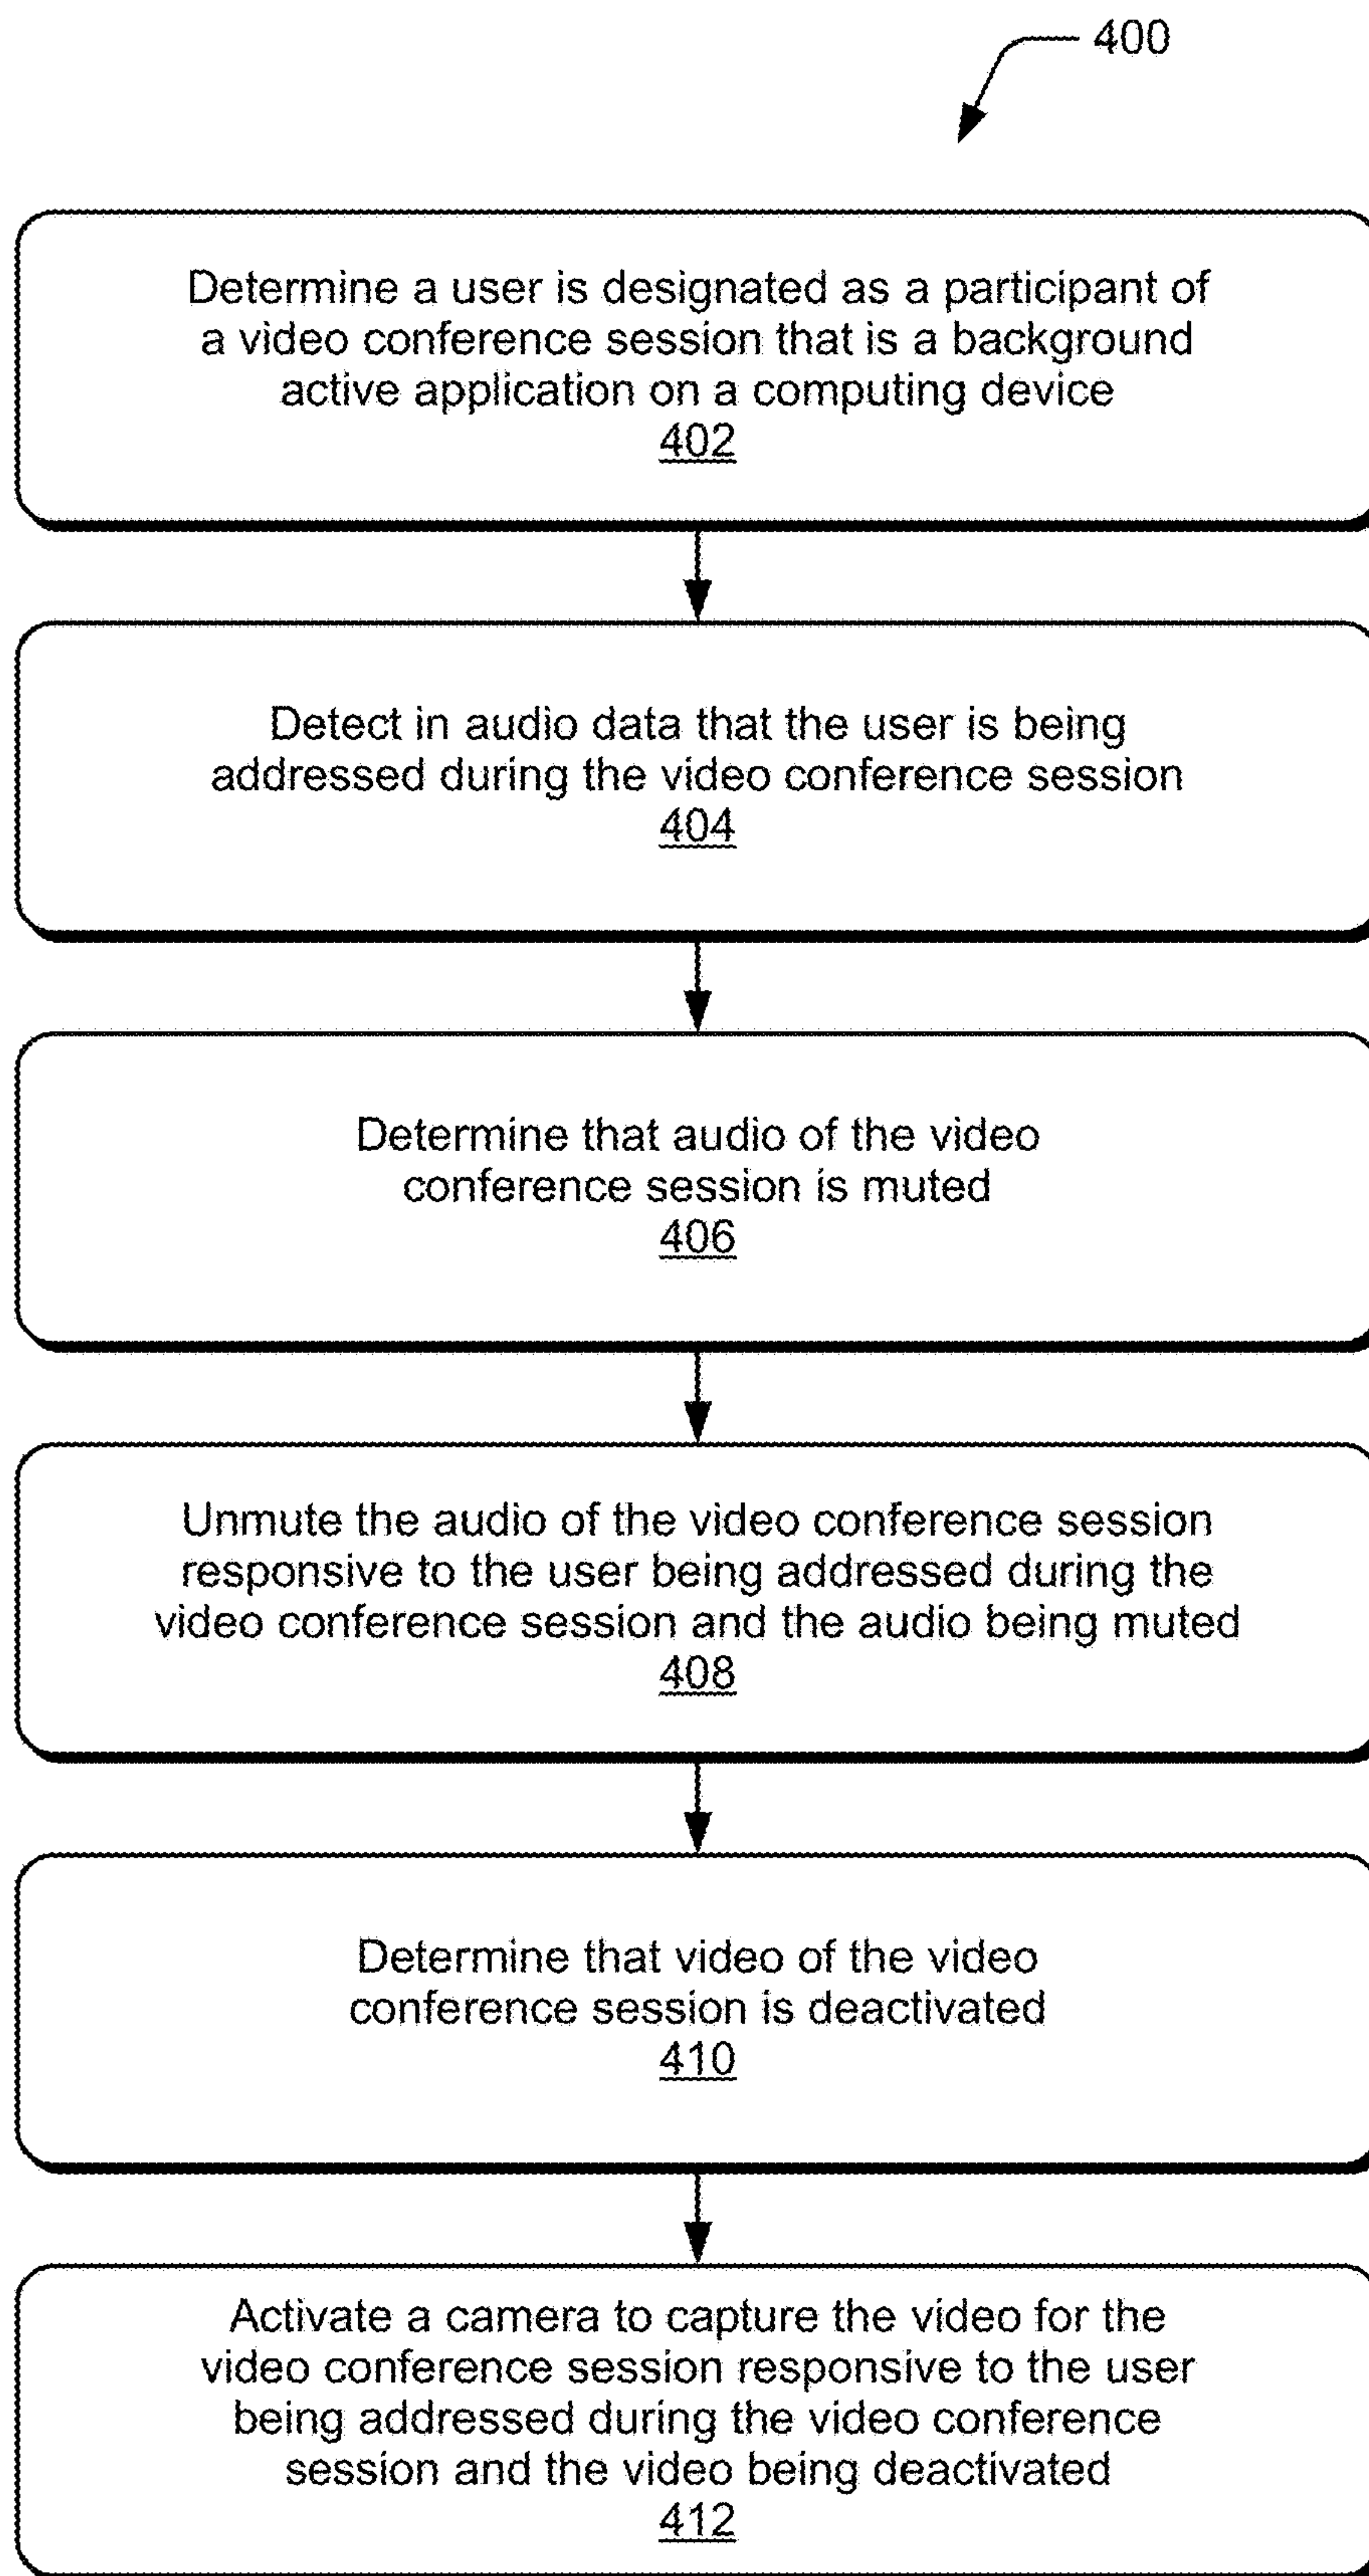 400
Determine a user is designated as a participant of
a video conference session that is a background
active application on a computing device
402
Detect in audio data that the user is being
addressed during the video conference session
404
Determine that audio of the video
conference session is muted
406
Unmute the audio of the video conference session
responsive to the user being addressed during the
video conference session and the audio being muted
408
Determine that video of the video
conference session is deactivated
410
Activate a camera to capture the video for the
video conference session responsive to the user
being addressed during the video conference
session and the video being deactivated
412